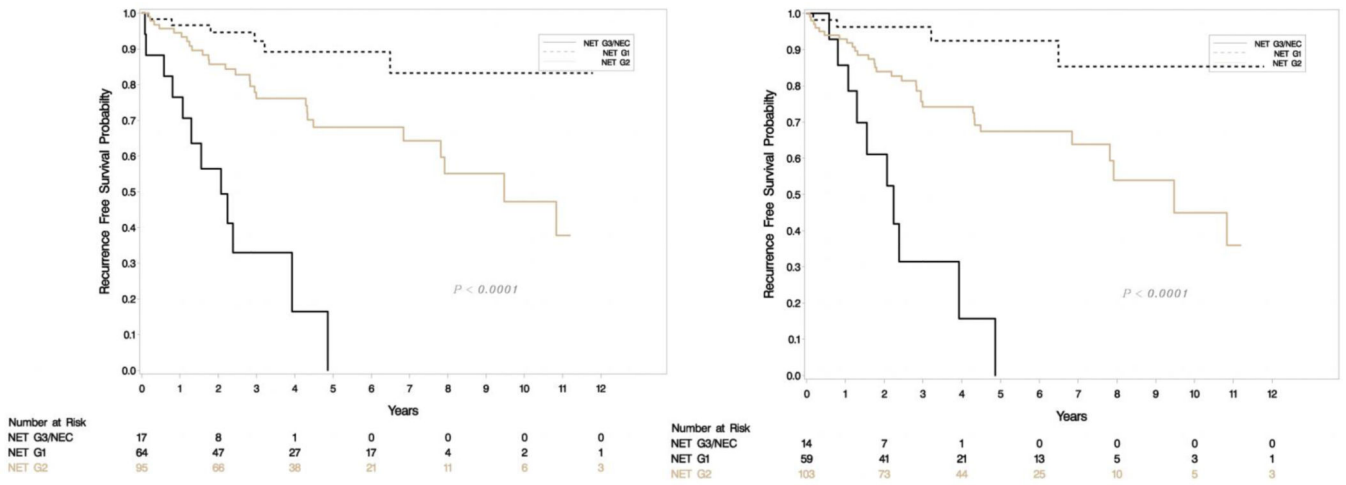 1.0
0.9
0.8
0.7
0.6
0.5
0.4
0.3
0.2
0.1
0.0
Recurrence Free Survival Probability
NET G3/NEC
NET G1
NET G2
P < 0.0001
0 1 2 3 4 5 6 7 8 9 10 11 12
Years
Number at Risk
NET G3/NEC 17 8 1 0 0 0 0
NET G1 64 47 27 17 4 2 1
NET G2 95 66 38 21 11 6 3
1.0
0.9
0.8
0.7
0.6
0.5
0.4
0.3
0.2
0.1
0.0
Recurrence Free Survival Probability
NET G3/NEC
NET G1
NET G2
P < 0.0001
0 1 2 3 4 5 6 7 8 9 10 11 12
Years
Number at Risk
NET G3/NEC 14 7 1 0 0 0 0
NET G1 59 41 21 13 5 3 1
NET G2 103 73 44 25 10 5 3